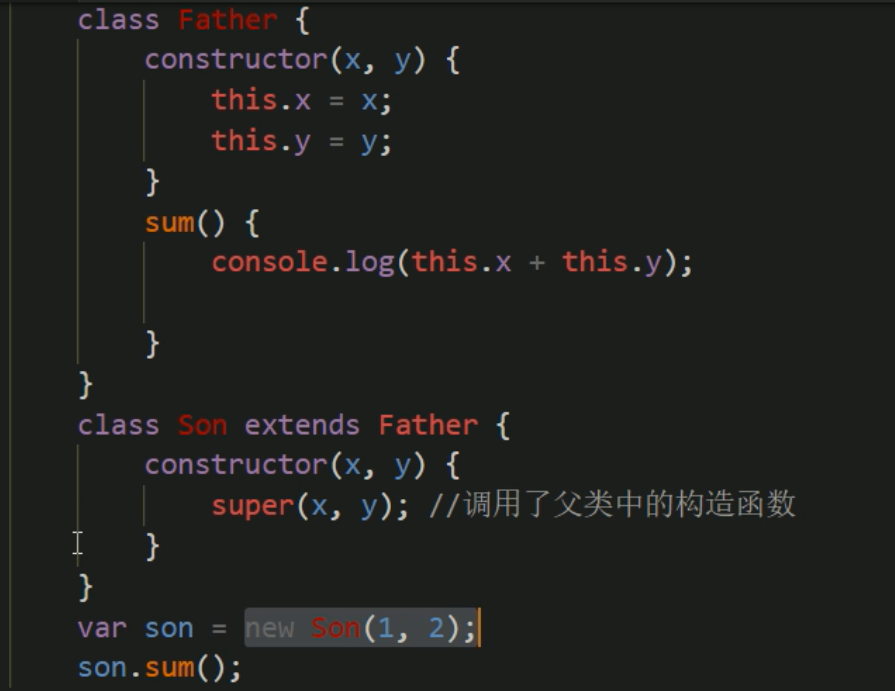 class Father {
constructor(x, y) {
this.x = x;
this.y = y;
}
sum() {
console.log(this.x + this.y);
}
}
class Son extends Father {
constructor(x, y) {
super(x, y); //调用了父类中的构造函数
}
}
var son = new Son(1, 2);
son.sum();